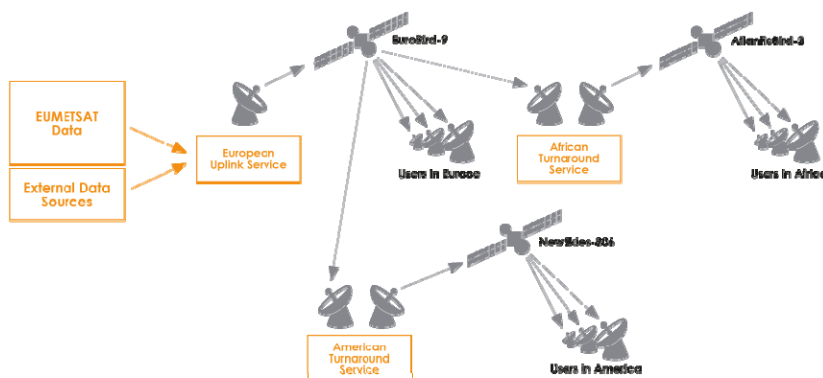 EuroBird-9
AtlanticBird-3
EUMETSAT
Data
European
Uplink Service
African
Turnaround
Service
External Data
Sources
Users in Europe
Users in Africa
NewSkies-806
American
Turnaround
Service
Users in America